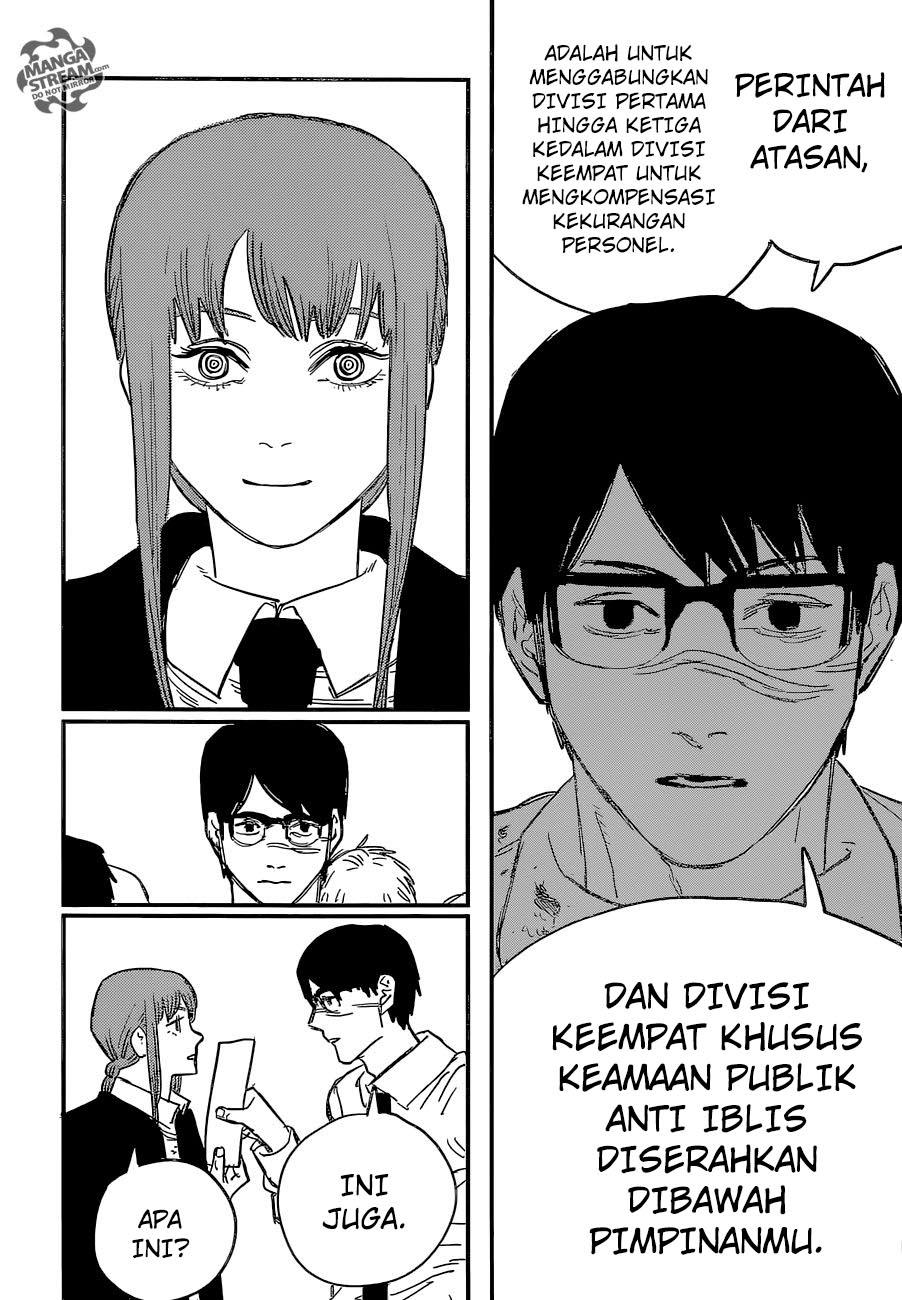 PERINTAH
DARI
ATASAN,
ADALAH UNTUK
MENGGABUNGKAN
DIVISI PERTAMA
HINGGA KETIGA
KEDALAM DIVISI
KEEMPAT UNTUK
MENGKOMPENSASI
KEKURANGAN
PERSONEL.
DAN DIVISI
KEEMPAT KHUSUS
KEAMAAN PUBLIK
ANTI IBLIS
DISERAHKAN
DIBAWAH
PIMPINANMU.
MANGA
STREAM.com
DO NOT MIRROR
INI
JUGA.
APA
INI?